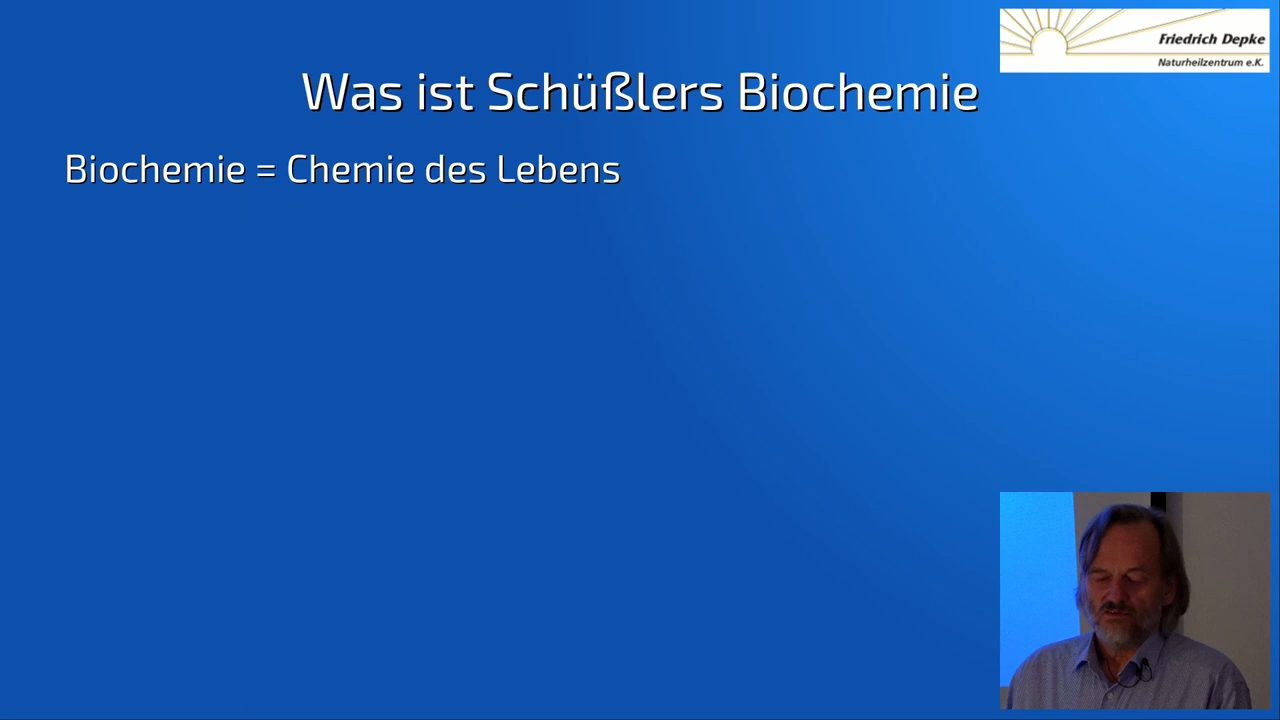 Friedrich Depke
Naturheilzentrum e.K.
Was ist Schüßlers Biochemie
Biochemie = Chemie des Lebens